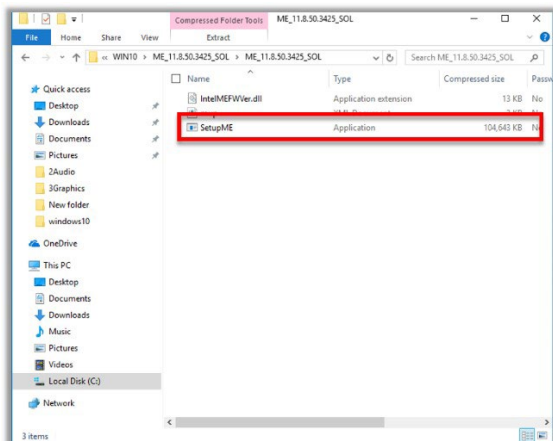 Compressed Folder Tools ME_11.8.50.3425_SOL
File Home Share View Extract
« WIN10 > ME_11.8.50.3425_SOL > ME_11.8.50.3425_SOL
Search ME_11.8.50.3425_SOL
Name Type Compressed size Passw
IntelMEFWVer.dll Application extension 13 KB No
SetupME Application 104,643 KB No
Quick access
Desktop
Downloads
Documents
Pictures
2Audio
3Graphics
New folder
windows10
OneDrive
This PC
Desktop
Documents
Downloads
Music
Pictures
Videos
Local Disk (C:)
Network
3 items